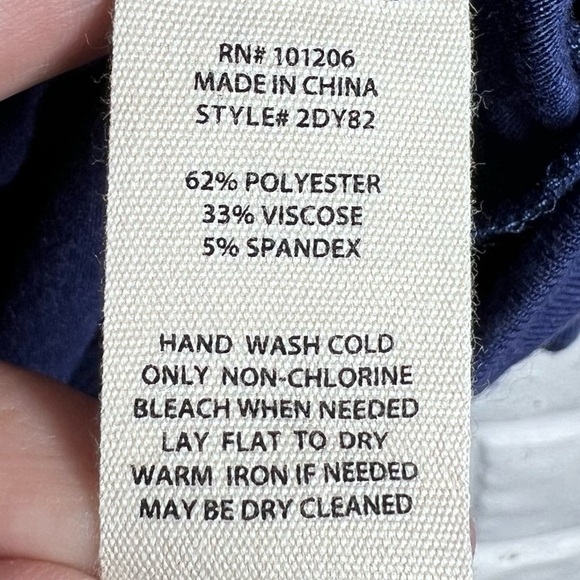 RN# 101206
MADE IN CHINA
STYLE# 2DY82
62% POLYESTER
33% VISCOSE
5% SPANDEX
HAND WASH COLD
ONLY NON-CHLORINE
BLEACH WHEN NEEDED
LAY FLAT TO DRY
WARM IRON IF NEEDED
MAY BE DRY CLEANED